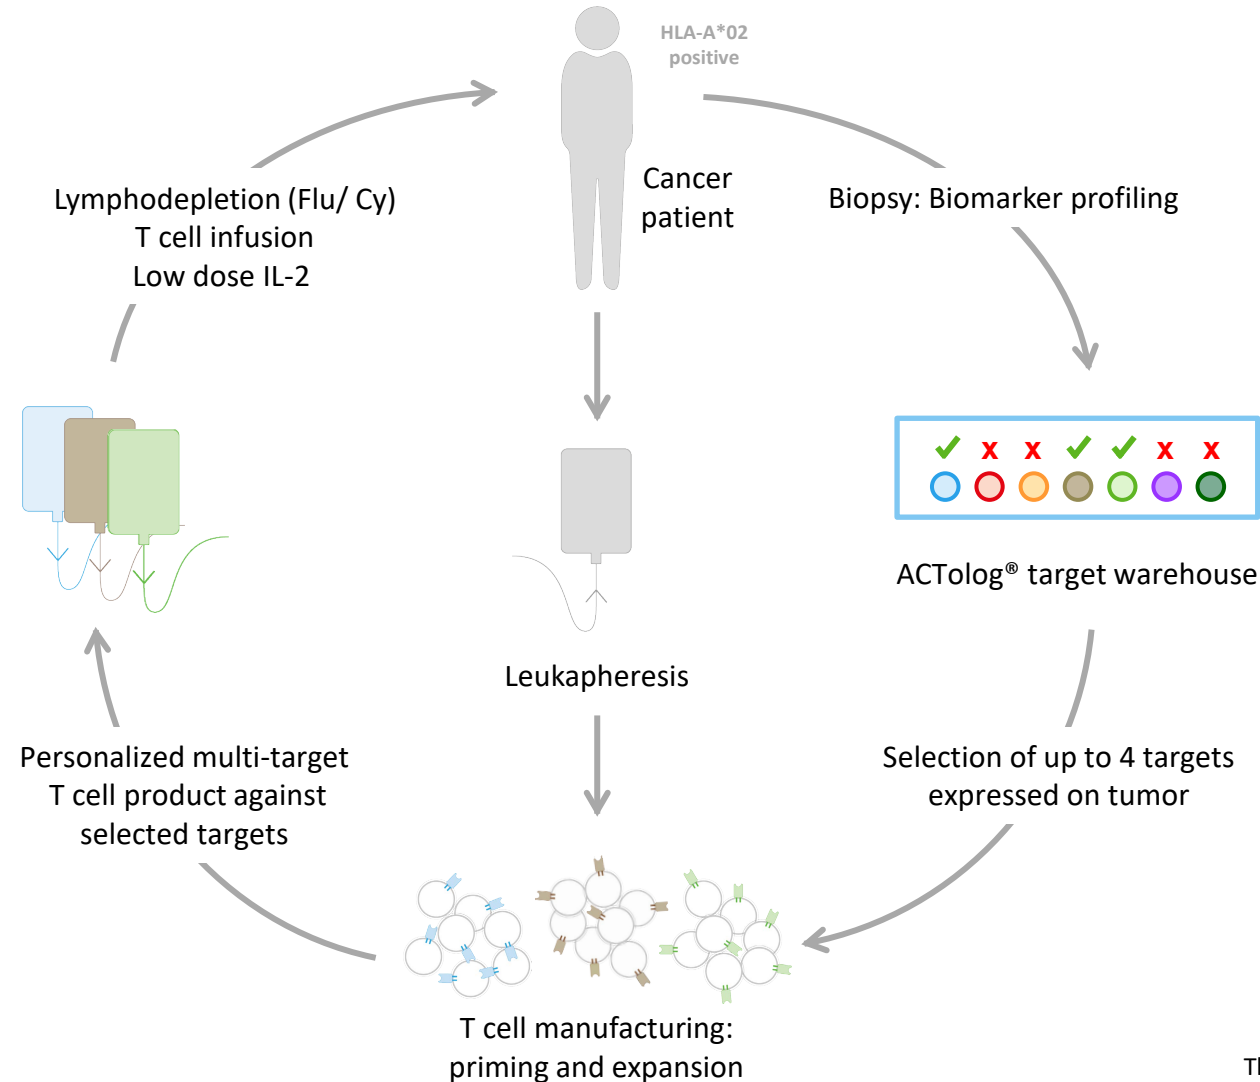 HLA-A*02
positive
Cancer
patient
Lymphodepletion (Flu/ Cy)
T cell infusion
Low dose IL-2
Biopsy: Biomarker profiling
x x x x
ACTolog® target warehouse
Leukapheresis
Personalized multi-target
T cell product against
selected targets
Selection of up to 4 targets
expressed on tumor
T cell manufacturing:
priming and expansion